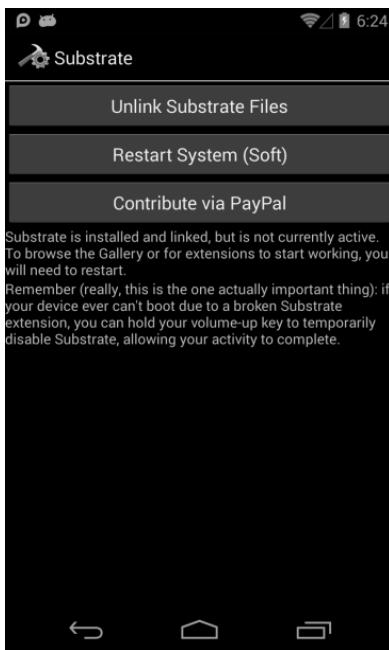 6:24
Substrate
Unlink Substrate Files
Restart System (Soft)
Contribute via PayPal
Substrate is installed and linked, but is not currently active.
To browse the Gallery or for extensions to start working, you
will need to restart.
Remember (really, this is the one actually important thing): if
your device ever can't boot due to a broken Substrate
extension, you can hold your volume-up key to temporarily
disable Substrate, allowing your activity to complete.